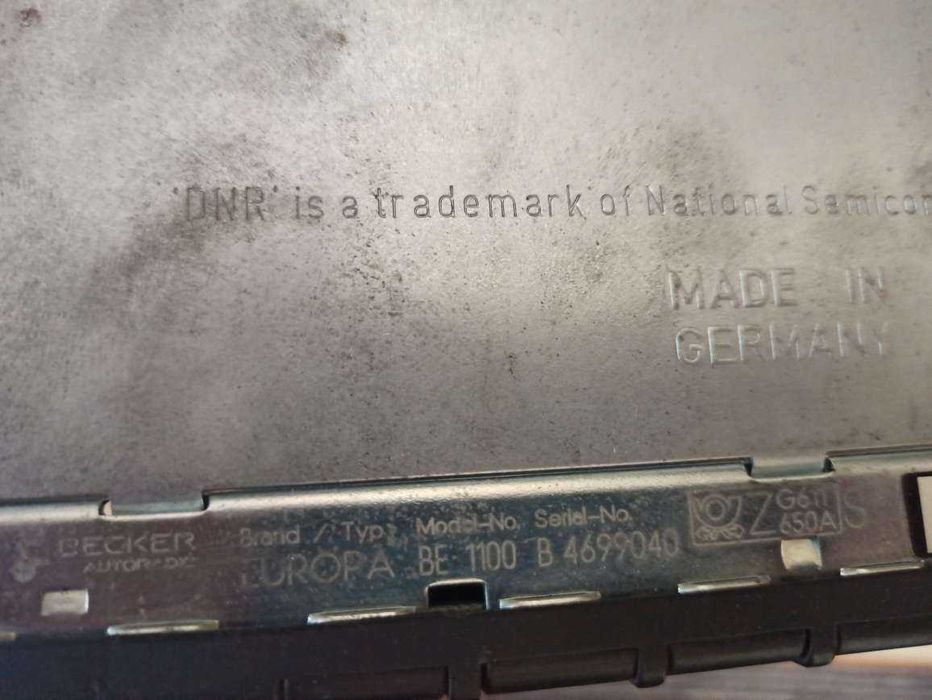 'DNR' is a trademark of National Semicon
MADE IN
GERMANY
BECKER
AUTORADIO
Brand / Typ Model-No. Serial-No.
EUROPA BE 1100 B 4699040
Z
650A
S